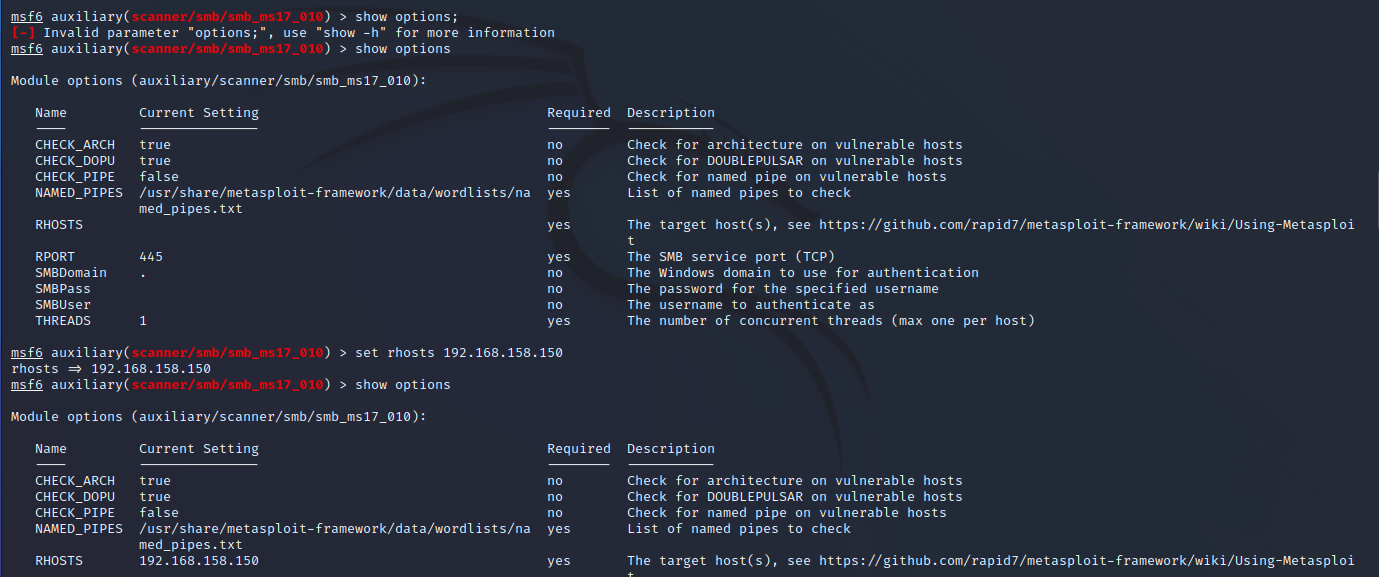 msf6 auxiliary(scanner/smb/smb_ms17_010) > show options;
[-] Invalid parameter "options;", use "show -h" for more information
msf6 auxiliary(scanner/smb/smb_ms17_010) > show options
Module options (auxiliary/scanner/smb/smb_ms17_010):
Name Current Setting Required Description
CHECK_ARCH true no Check for architecture on vulnerable hosts
CHECK_DOPU true no Check for DOUBLEPULSAR on vulnerable hosts
CHECK_PIPE false no Check for named pipe on vulnerable hosts
NAMED_PIPES /usr/share/metasploit-framework/data/wordlists/na yes List of named pipes to check
med_pipes.txt
RHOSTS yes The target host(s), see https://github.com/rapid7/metasploit-framework/wiki/Using-Metasploi
t
RPORT 445 yes The SMB service port (TCP)
SMBDomain . no The Windows domain to use for authentication
SMBPass no The password for the specified username
SMBUser no The username to authenticate as
THREADS 1 yes The number of concurrent threads (max one per host)
msf6 auxiliary(scanner/smb/smb_ms17_010) > set rhosts 192.168.158.150
rhosts => 192.168.158.150
msf6 auxiliary(scanner/smb/smb_ms17_010) > show options
Module options (auxiliary/scanner/smb/smb_ms17_010):
Name Current Setting Required Description
CHECK_ARCH true no Check for architecture on vulnerable hosts
CHECK_DOPU true no Check for DOUBLEPULSAR on vulnerable hosts
CHECK_PIPE false no Check for named pipe on vulnerable hosts
NAMED_PIPES /usr/share/metasploit-framework/data/wordlists/na yes List of named pipes to check
med_pipes.txt
RHOSTS 192.168.158.150 yes The target host(s), see https://github.com/rapid7/metasploit-framework/wiki/Using-Metasploi
t